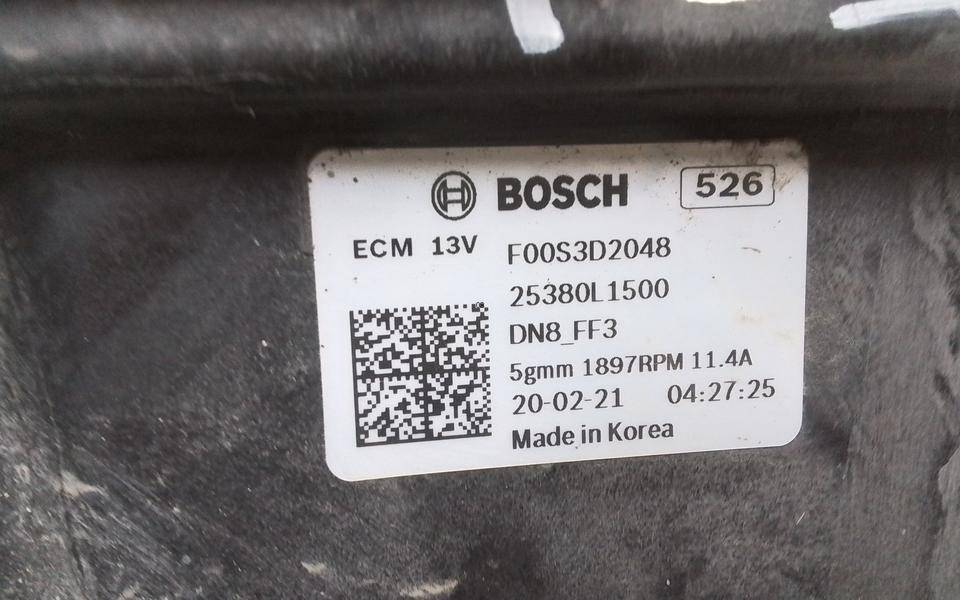 BOSCH 526
ECM 13V F00S3D2048
25380L1500
DN8_FF3
5gmm 1897RPM 11.4A
20-02-21 04:27:25
Made in Korea